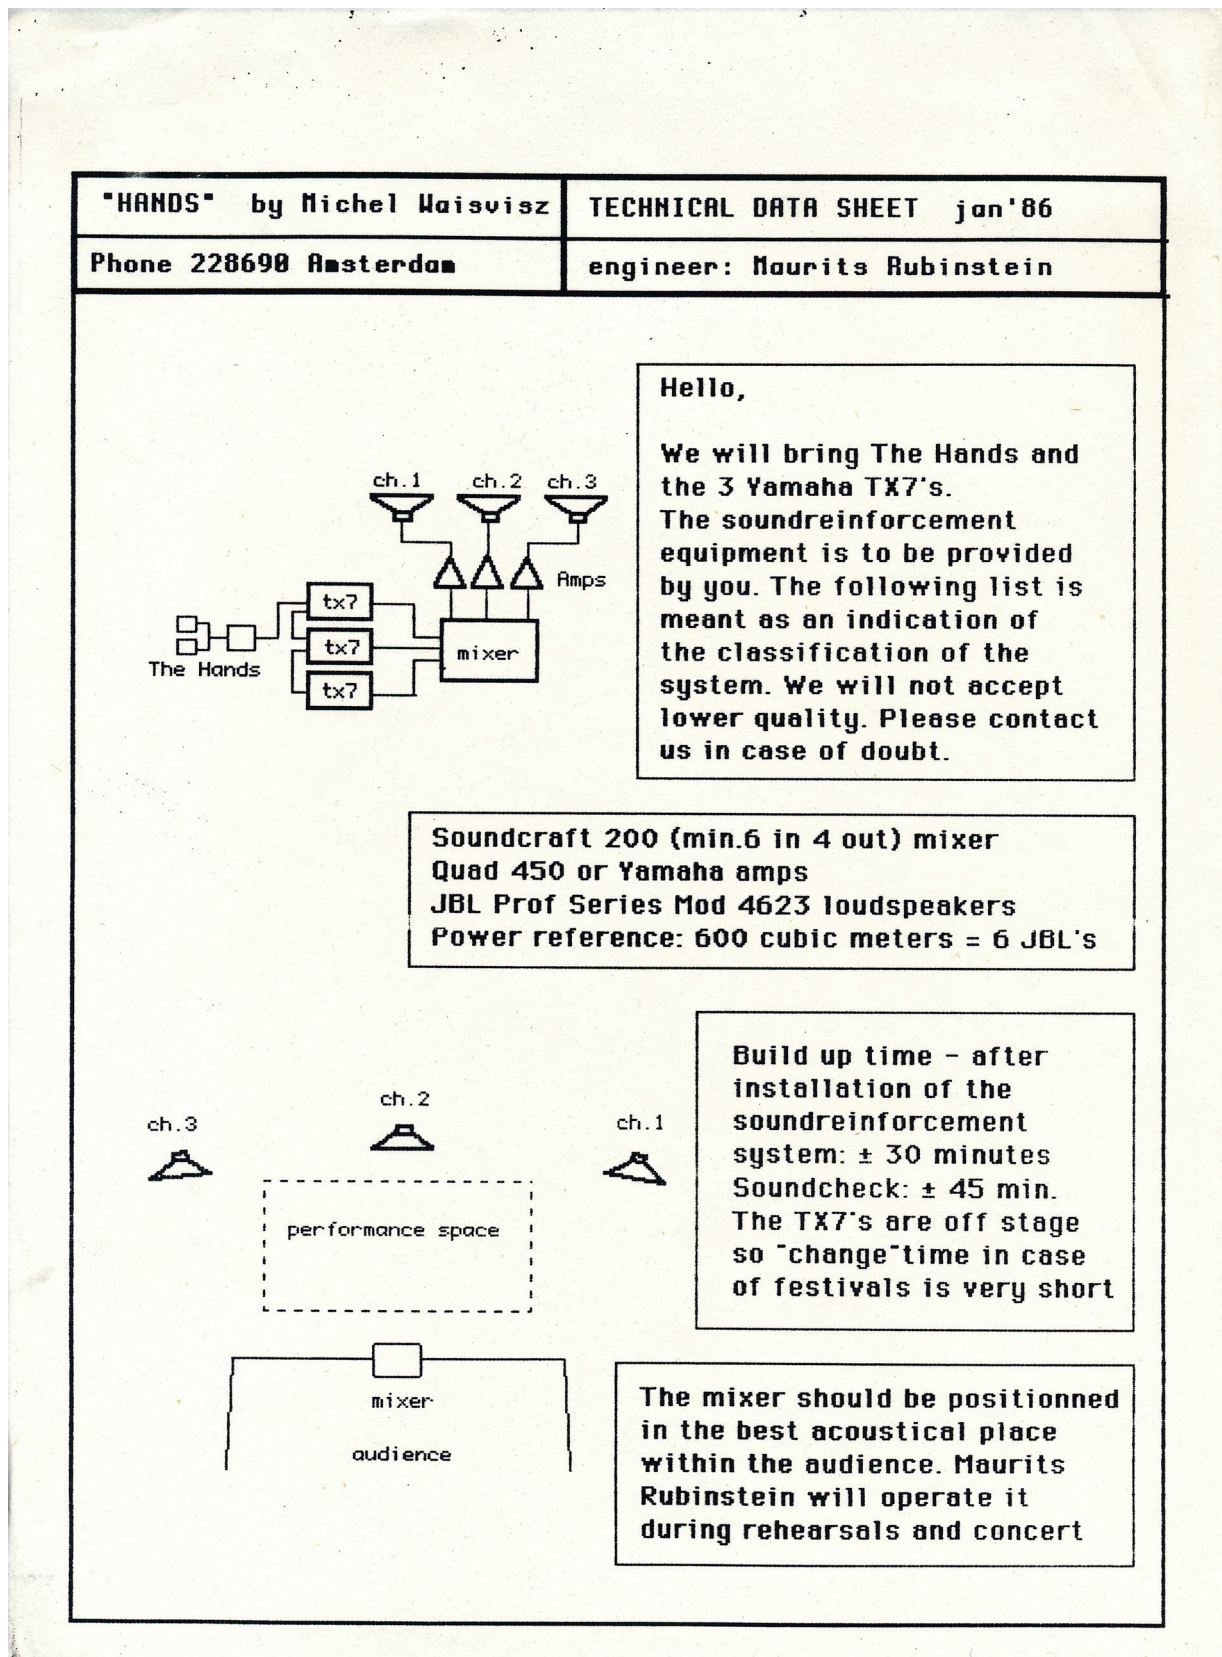 "HANDS" by Michel Waisvisz
TECHNICAL DATA SHEET jan'86
Phone 228690 Amsterdam
engineer: Maurits Rubinstein
Hello,
We will bring The Hands and
the 3 Yamaha TX7's.
The soundreinforcement
equipment is to be provided
by you. The following list is
meant as an indication of
the classification of the
system. We will not accept
lower quality. Please contact
us in case of doubt.
ch.1 ch.2 ch.3
Amps
tx7
tx7
tx7
mixer
The Hands
Soundcraft 200 (min.6 in 4 out) mixer
Quad 450 or Yamaha amps
JBL Prof Series Mod 4623 loudspeakers
Power reference: 600 cubic meters = 6 JBL's
Build up time - after
installation of the
soundreinforcement
system: ± 30 minutes
Soundcheck: ± 45 min.
The TX7's are off stage
so "change"time in case
of festivals is very short
ch.3
ch.2
ch.1
performance space
mixer
audience
The mixer should be positionned
in the best acoustical place
within the audience. Maurits
Rubinstein will operate it
during rehearsals and concert